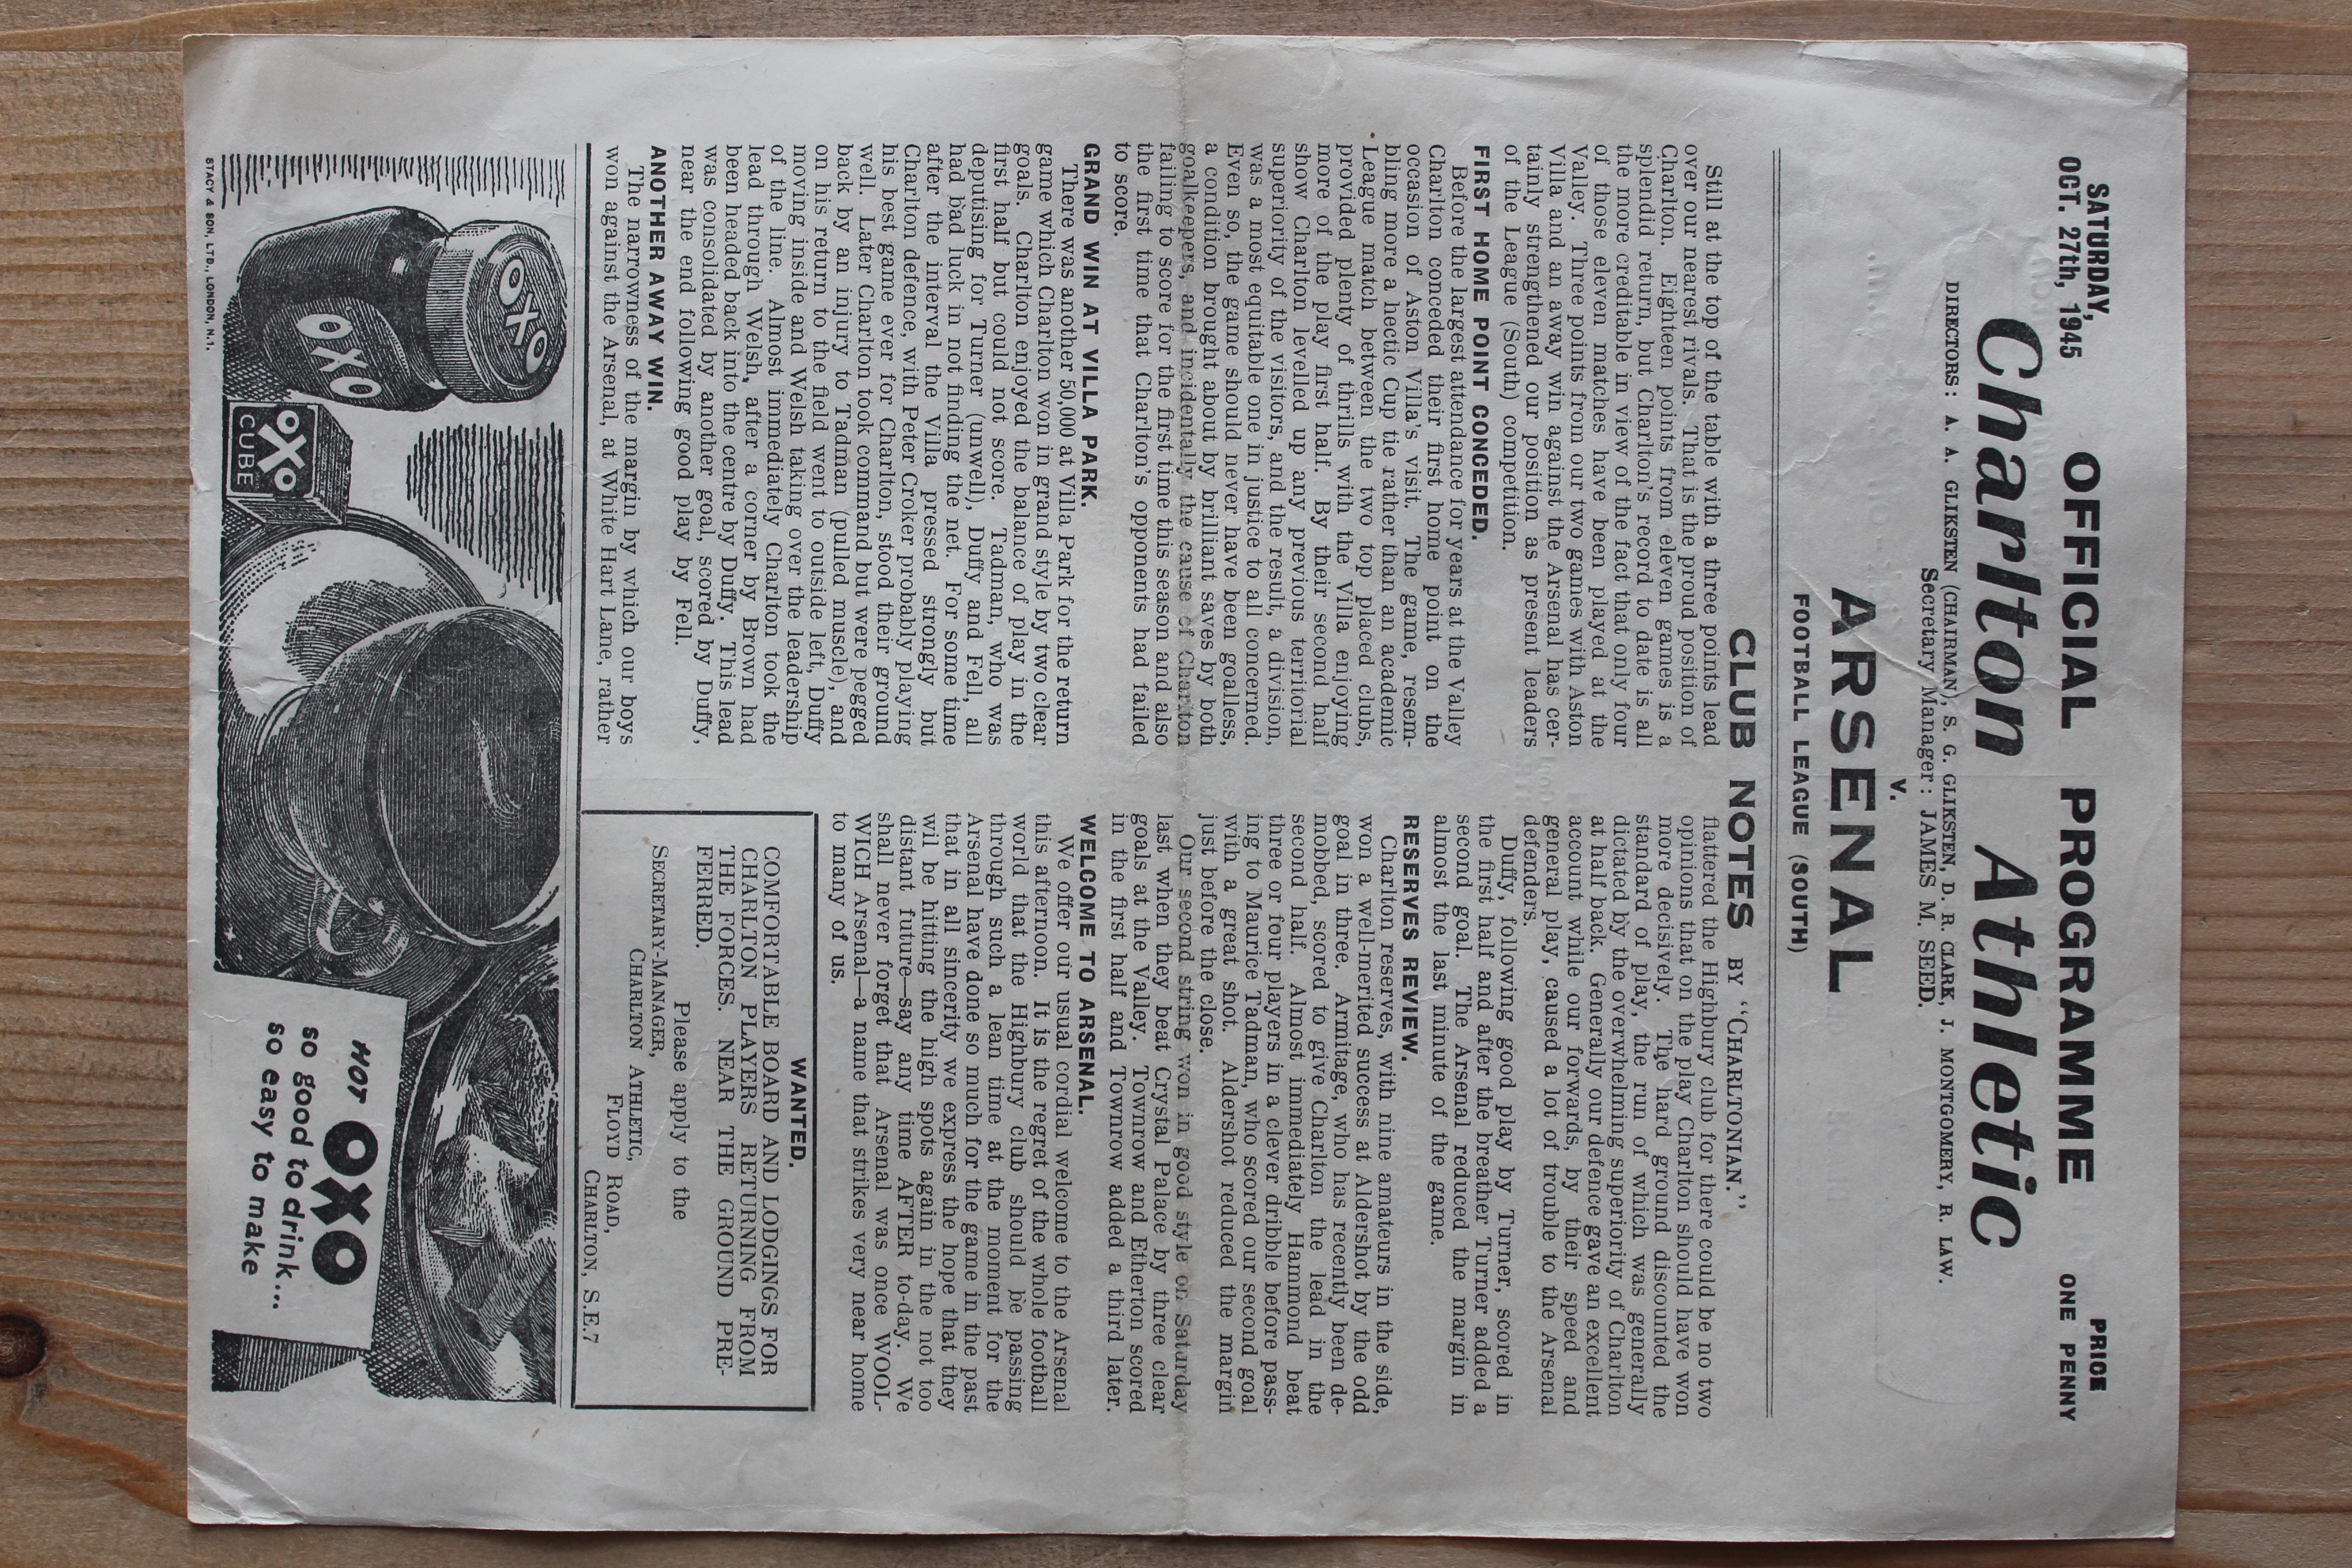 SATURDAY,
OCT. 27th, 1945
OFFICIAL PROGRAMME
PRICE
ONE PENNY
Charlton Athletic
DIRECTORS : A. A. GLIKSTEN (CHAIRMAN), S. G. GLIKSTEN, D. R. CLARK, J. MONTGOMERY, R. LAW.
Secretary Manager : JAMES M. SEED.
v.
ARSENAL
FOOTBALL LEAGUE (SOUTH)
CLUB NOTES BY "CHARLTONIAN."
Still at the top of the table with a three points lead
over our nearest rivals. That is the proud position of
Charlton. Eighteen points from eleven games is a
splendid return, but Charlton's record to date is all
the more creditable in view of the fact that only four
of those eleven matches have been played at the
Valley. Three points from our two games with Aston
Villa and an away win against the Arsenal has cer-
tainly strengthened our position as present leaders
of the League (South) competition.
FIRST HOME POINT CONCEDED.
Before the largest attendance for years at the Valley
Charlton conceded their first home point on the
occasion of Aston Villa's visit. The game, resem-
bling more a hectic Cup tie rather than an academic
League match between the two top placed clubs,
provided plenty of thrills with the Villa enjoying
more of the play first half. By their second half
show Charlton levelled up any previous territorial
superiority of the visitors, and the result, a division,
was a most equitable one in justice to all concerned.
Even so, the game should never have been goalless,
a condition brought about by brilliant saves by both
goalkeepers, and incidentally the cause of Charlton
failing to score for the first time this season and also
the first time that Charlton's opponents had failed
to score.
GRAND WIN AT VILLA PARK.
There was another 50,000 at Villa Park for the return
game which Charlton won in grand style by two clear
goals. Charlton enjoyed the balance of play in the
first half but could not score. Tadman, who was
deputising for Turner (unwell), Duffy and Fell, all
had bad luck in not finding the net. For some time
after the interval the Villa pressed strongly but
Charlton defence, with Peter Croker probably playing
his best game ever for Charlton, stood their ground
well. Later Charlton took command but were pegged
back by an injury to Tadman (pulled muscle), and
on his return to the field went to outside left, Duffy
moving inside and Welsh taking over the leadership
of the line. Almost immediately Charlton took the
lead through Welsh, after a corner by Brown had
been headed back into the centre by Duffy. This lead
was consolidated by another goal, scored by Duffy,
near the end following good play by Fell.
ANOTHER AWAY WIN.
The narrowness of the margin by which our boys
won against the Arsenal, at White Hart Lane, rather
flattered the Highbury club for there could be no two
opinions that on the play Charlton should have won
more decisively. The hard ground discounted the
standard of play, the run of which was generally
dictated by the overwhelming superiority of Charlton
at half back. Generally our defence gave an excellent
account while our forwards, by their speed and
general play, caused a lot of trouble to the Arsenal
defenders.
Duffy, following good play by Turner, scored in
the first half and after the breather Turner added a
second goal. The Arsenal reduced the margin in
almost the last minute of the game.
RESERVES REVIEW.
Charlton reserves, with nine amateurs in the side,
won a well-merited success at Aldershot by the odd
goal in three. Armitage, who has recently been de-
mobbed, scored to give Charlton the lead in the
second half. Almost immediately Hammond beat
three or four players in a clever dribble before pass-
ing to Maurice Tadman, who scored our second goal
with a great shot. Aldershot reduced the margin
just before the close.
Our second string won in good style on Saturday
last when they beat Crystal Palace by three clear
goals at the Valley. Townrow and Etherton scored
in the first half and Townrow added a third later.
WELCOME TO ARSENAL.
We offer our usual cordial welcome to the Arsenal
this afternoon. It is the regret of the whole football
world that the Highbury club should be passing
through such a lean time at the moment for the
Arsenal have done so much for the game in the past
that in all sincerity we express the hope that they
wil be hitting the high spots again in the not too
distant future—say any time AFTER to-day. We
shall never forget that Arsenal was once WOOL-
WICH Arsenal—a name that strikes very near home
to many of us.
WANTED.
COMFORTABLE BOARD AND LODGINGS FOR
CHARLTON PLAYERS RETURNING FROM
THE FORCES. NEAR THE GROUND PRE-
FERRED.
Please apply to the
SECRETARY-MANAGER,
CHARLTON ATHLETIC,
FLOYD ROAD,
CHARLTON, S.E.7
OXO
OXO
OXO
CUBE
HOT OXO
so good to drink...
so easy to make
STACY & SON, LTD., LONDON, N.1.